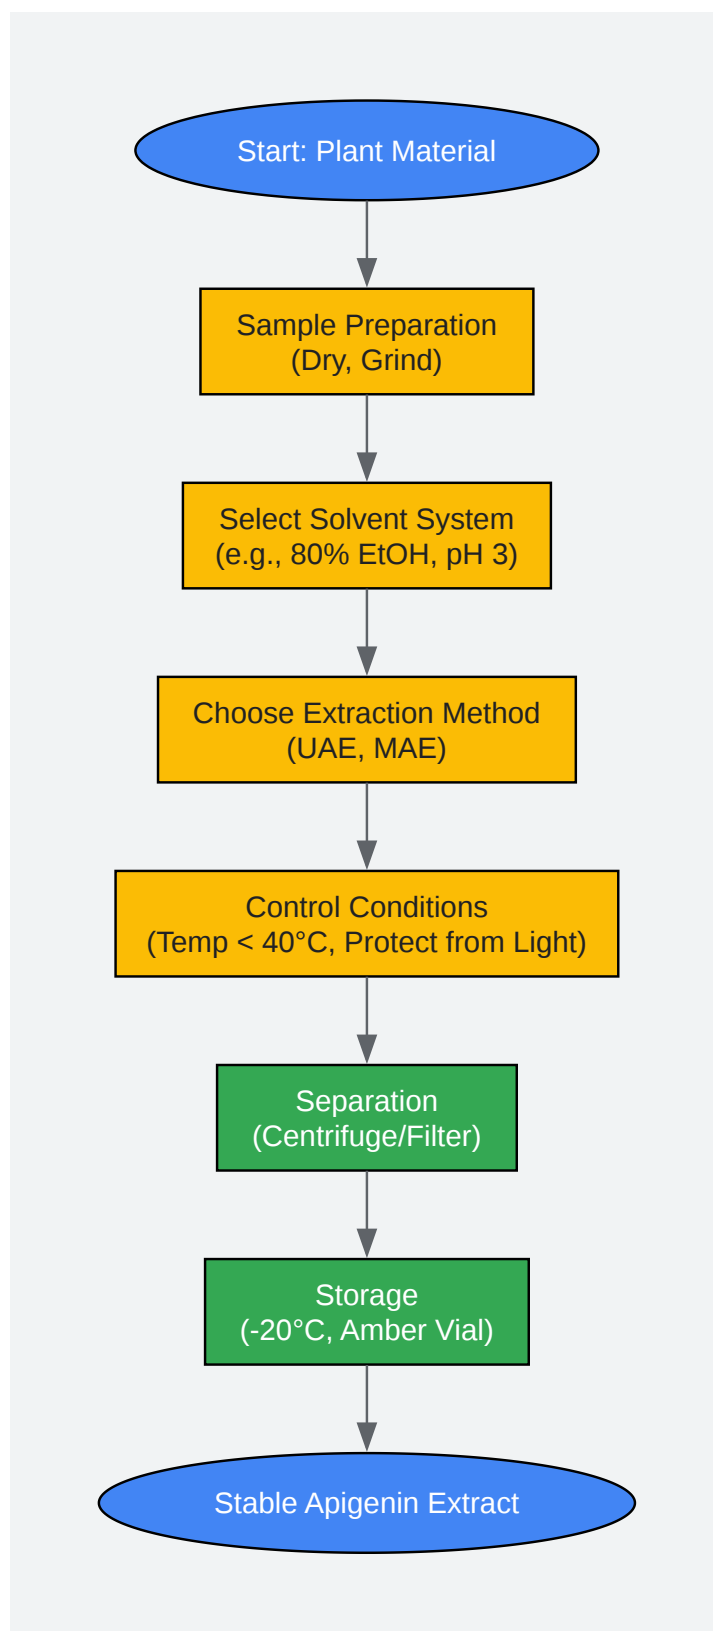 Start: Plant Material
Sample Preparation
(Dry, Grind)
Select Solvent System
(e.g., 80% EtOH, pH 3)
Choose Extraction Method
(UAE, MAE)
Control Conditions
(Temp < 40°C, Protect from Light)
Separation
(Centrifuge/Filter)
Storage
(-20°C, Amber Vial)
Stable Apigenin Extract